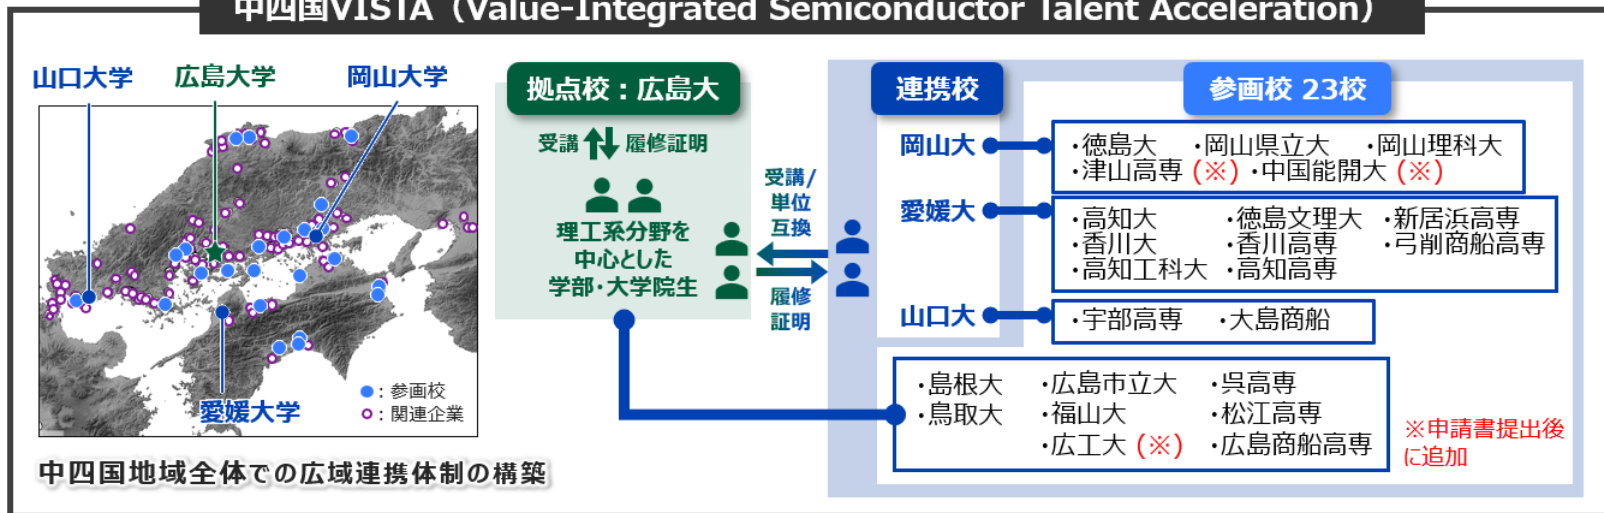 中四国VISTA（Value-Integrated Semiconductor Talent Acceleration）
山口大学
広島大学
岡山大学
愛媛大学
：参画校
：関連企業
中四国地域全体での広域連携体制の構築
拠点校：広島大
受講
履修証明
理工系分野を
中心とした
学部・大学院生
受講/
単位
互換
履修
証明
連携校
参画校 23校
岡山大
・徳島大 ・岡山県立大 ・岡山理科大
・津山高専（※）・中国能開大（※）
愛媛大
・高知大 ・徳島文理大 ・新居浜高専
・香川大 ・香川高専 ・弓削商船高専
・高知工科大 ・高知高専
山口大
・宇部高専 ・大島商船
・島根大 ・広島市立大 ・呉高専
・鳥取大 ・福山大 ・松江高専
・広工大（※） ・広島商船高専
※申請書提出後
に追加